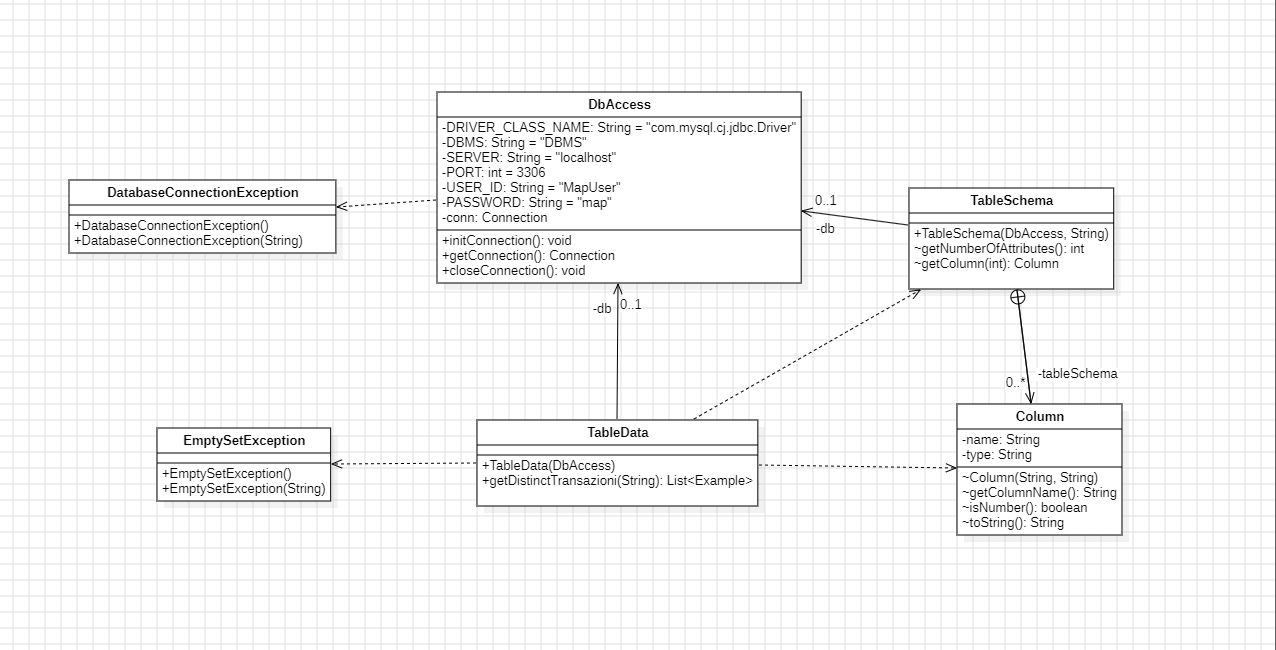 DbAccess
-DRIVER_CLASS_NAME: String = "com.mysql.cj.jdbc.Driver"
-DBMS: String = "DBMS"
-SERVER: String = "localhost"
-PORT: int = 3306
-USER_ID: String = "MapUser"
-PASSWORD: String = "map"
-conn: Connection
+initConnection(): void
+getConnection(): Connection
+closeConnection(): void
DatabaseConnectionException
+DatabaseConnectionException()
+DatabaseConnectionException(String)
0..1
-db
TableSchema
+TableSchema(DbAccess, String)
~getNumberOfAttributes(): int
~getColumn(int): Column
-db
0..1
-tableSchema
0..*
EmptySetException
+EmptySetException()
+EmptySetException(String)
TableData
+TableData(DbAccess)
+getDistinctTransazioni(String): List<Example>
Column
-name: String
-type: String
~Column(String, String)
~getColumnName(): String
~isNumber(): boolean
~toString(): String